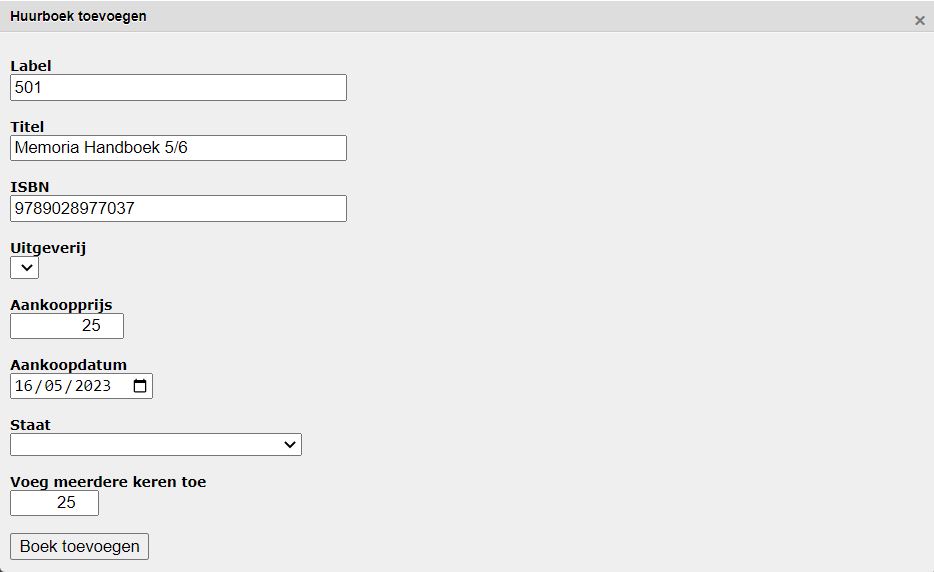 Huurboek toevoegen
×
Label
501
Titel
Memoria Handboek 5/6
ISBN
9789028977037
Uitgeverij
Aankoopprijs
25
Aankoopdatum
16/05/2023
Staat
Voeg meerdere keren toe
25
Boek toevoegen